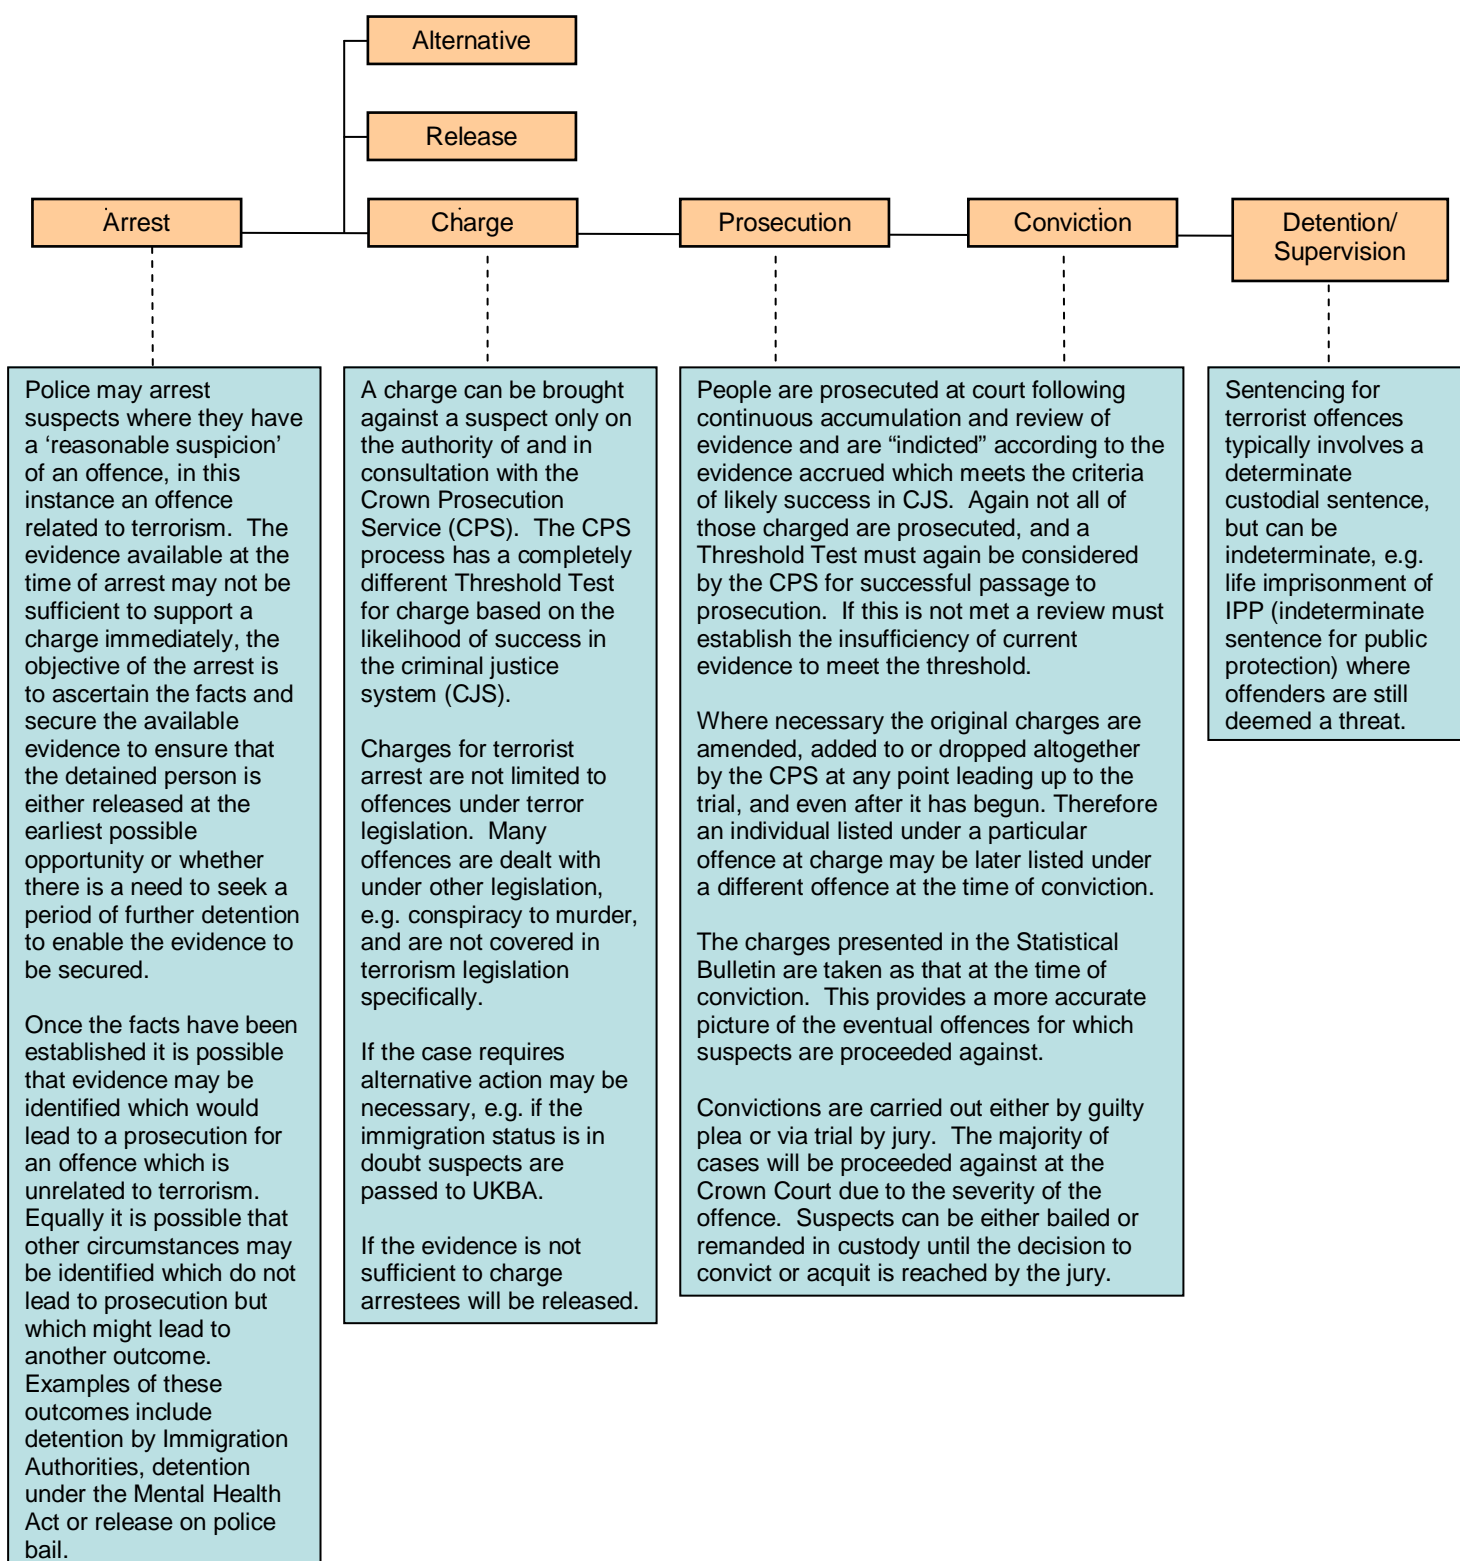 Alternative
Release
Arrest
Charge
Prosecution
Conviction
Detention/
Supervision
Police may arrest
suspects where they have
a ‘reasonable suspicion’
of an offence, in this
instance an offence
related to terrorism.  The
evidence available at the
time of arrest may not be
sufficient to support a
charge immediately, the
objective of the arrest is
to ascertain the facts and
secure the available
evidence to ensure that
the detained person is
either released at the
earliest possible
opportunity or whether
there is a need to seek a
period of further detention
to enable the evidence to
be secured.
Once the facts have been
established it is possible
that evidence may be
identified which would
lead to a prosecution for
an offence which is
unrelated to terrorism.
Equally it is possible that
other circumstances may
be identified which do not
lead to prosecution but
which might lead to
another outcome.
Examples of these
outcomes include
detention by Immigration
Authorities, detention
under the Mental Health
Act or release on police
bail.
A charge can be brought
against a suspect only on
the authority of and in
consultation with the
Crown Prosecution
Service (CPS).  The CPS
process has a completely
different Threshold Test
for charge based on the
likelihood of success in
the criminal justice
system (CJS).
Charges for terrorist
arrest are not limited to
offences under terror
legislation.  Many
offences are dealt with
under other legislation,
e.g. conspiracy to murder,
and are not covered in
terrorism legislation
specifically.
If the case requires
alternative action may be
necessary, e.g. if the
immigration status is in
doubt suspects are
passed to UKBA.
If the evidence is not
sufficient to charge
arrestees will be released.
People are prosecuted at court following
continuous accumulation and review of
evidence and are “indicted” according to the
evidence accrued which meets the criteria
of likely success in CJS.  Again not all of
those charged are prosecuted, and a
Threshold Test must again be considered
by the CPS for successful passage to
prosecution.  If this is not met a review must
establish the insufficiency of current
evidence to meet the threshold.
Where necessary the original charges are
amended, added to or dropped altogether
by the CPS at any point leading up to the
trial, and even after it has begun. Therefore
an individual listed under a particular
offence at charge may be later listed under
a different offence at the time of conviction.
The charges presented in the Statistical
Bulletin are taken as that at the time of
conviction.  This provides a more accurate
picture of the eventual offences for which
suspects are proceeded against.
Convictions are carried out either by guilty
plea or via trial by jury.  The majority of
cases will be proceeded against at the
Crown Court due to the severity of the
offence.  Suspects can be either bailed or
remanded in custody until the decision to
convict or acquit is reached by the jury.
Sentencing for
terrorist offences
typically involves a
determinate
custodial sentence,
but can be
indeterminate, e.g.
life imprisonment of
IPP (indeterminate
sentence for public
protection) where
offenders are still
deemed a threat.